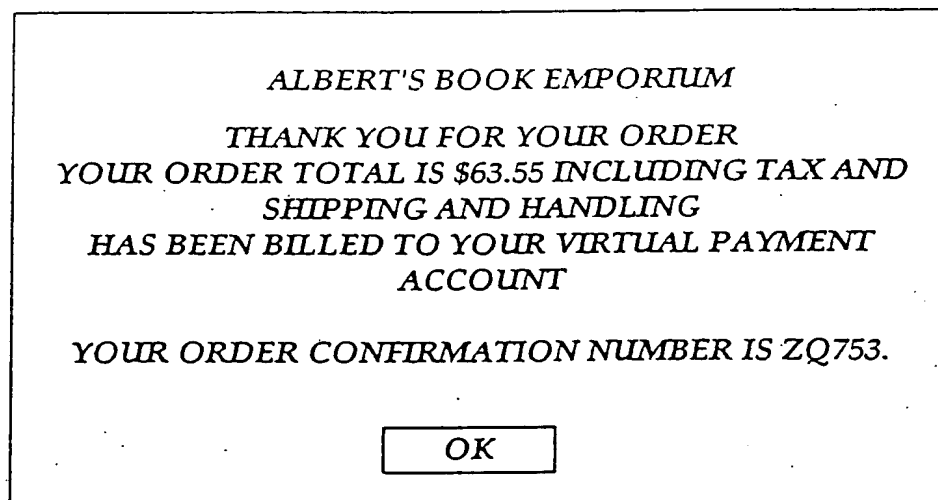 ALBERT'S BOOK EMPORIUM
THANK YOU FOR YOUR ORDER
YOUR ORDER TOTAL IS $63.55 INCLUDING TAX AND
SHIPPING AND HANDLING
HAS BEEN BILLED TO YOUR VIRTUAL PAYMENT
ACCOUNT
YOUR ORDER CONFIRMATION NUMBER IS ZQ753.
OK